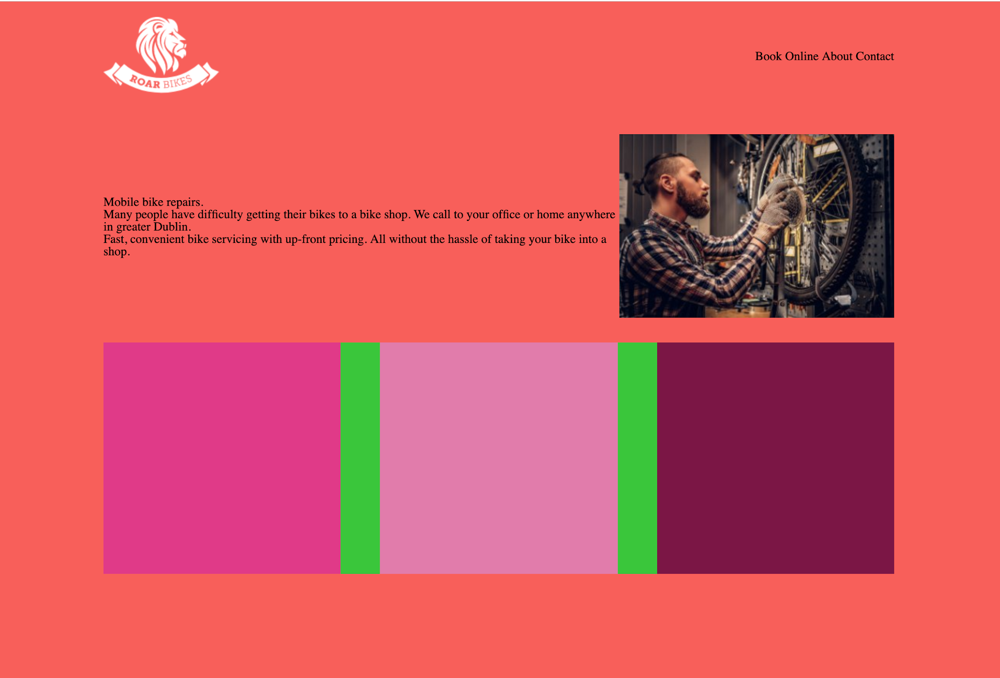 ROAR BIKES
Book Online About Contact
Mobile bike repairs.
Many people have difficulty getting their bikes to a bike shop. We call to your office or home anywhere
in greater Dublin.
Fast, convenient bike servicing with up-front pricing. All without the hassle of taking your bike into a
shop.